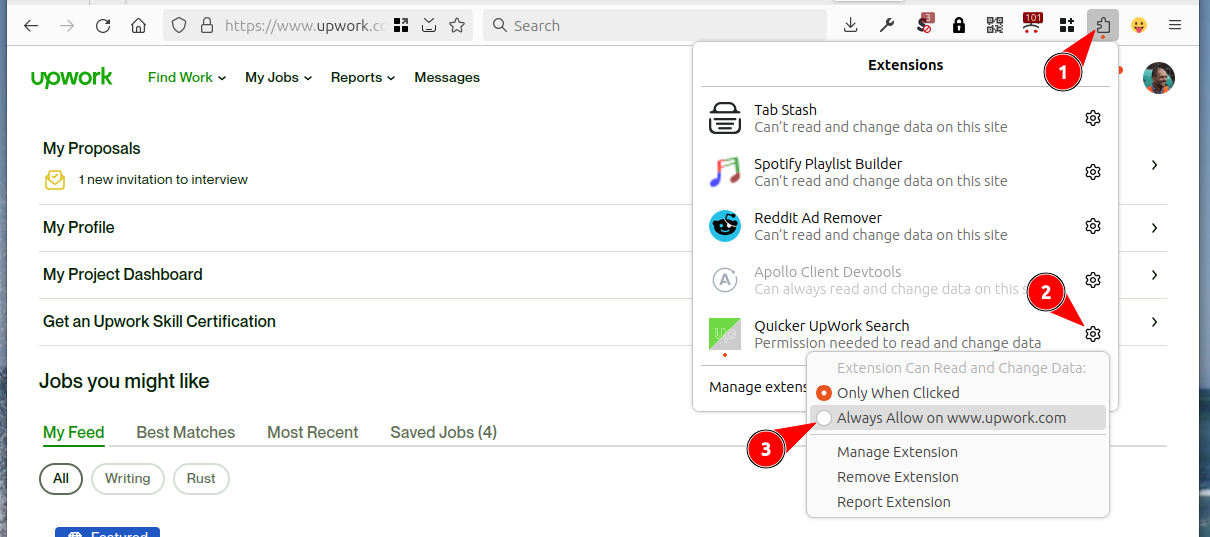 https://www.upwork.c
Search
3
101
1
upwork
Find Work
My Jobs
Reports
Messages
Extensions
Tab Stash
Can't read and change data on this site
Spotify Playlist Builder
Can't read and change data on this site
Reddit Ad Remover
Can't read and change data on this site
Apollo Client Devtools
Can always read and change data on this s
2
Quicker UpWork Search
Permission needed to read and change data
Manage extens
Extension Can Read and Change Data:
Only When Clicked
Always Allow on www.upwork.com
3
Manage Extension
Remove Extension
Report Extension
My Proposals
1 new invitation to interview
My Profile
My Project Dashboard
Get an Upwork Skill Certification
Jobs you might like
My Feed
Best Matches
Most Recent
Saved Jobs (4)
All
Writing
Rust
Featured